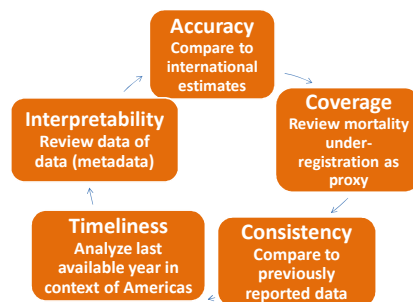 Accuracy
Compare to
international
estimates
Coverage
Review mortality
under-
registration as
proxy
Consistency
Compare to
previously
reported data
Timeliness
Analyze last
available year in
context of Americas
Interpretability
Review data of
data (metadata)